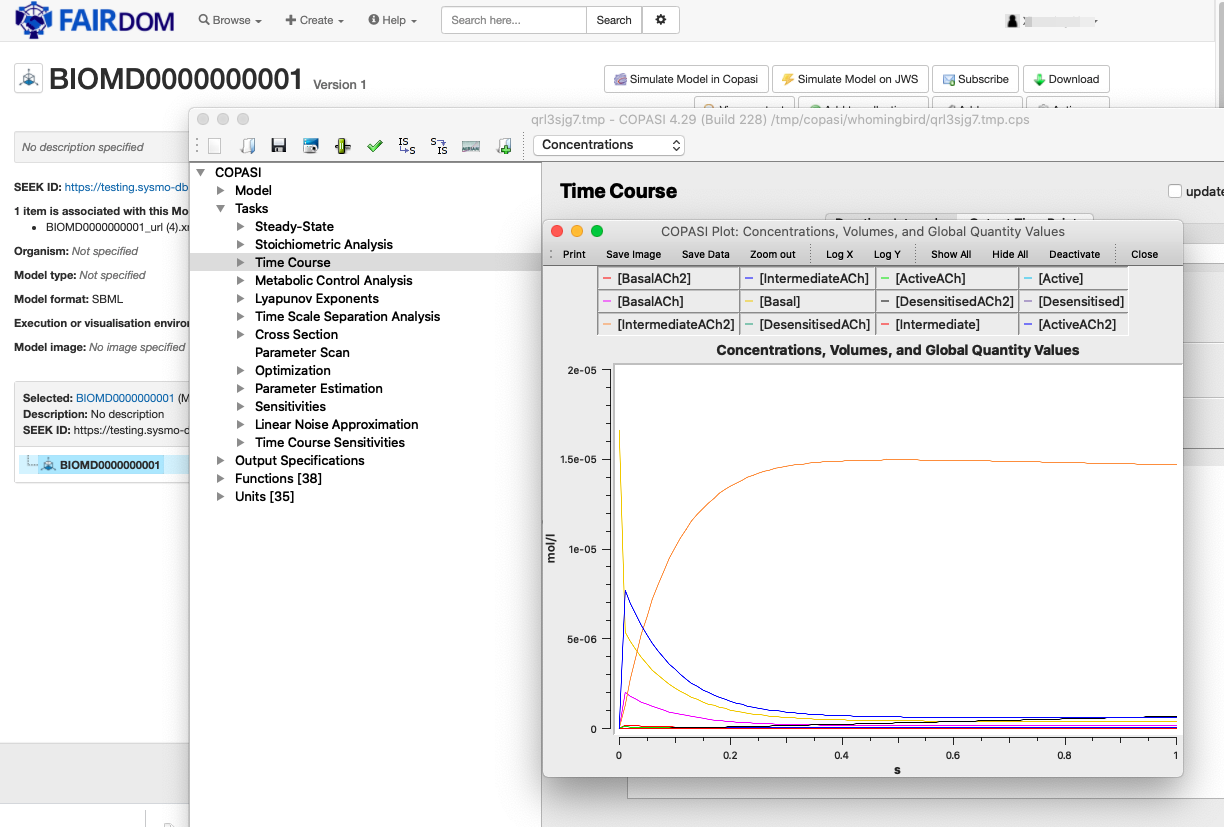 FAIRDOM
Browse
Create
Help
Search here...
Search
BIOMD0000000001 Version 1
Simulate Model in Copasi
Simulate Model on JWS
Subscribe
Download
No description specified
SEEK ID: https://testing.sysmo-db
1 item is associated with this Mo
BIOMD0000000001_url (4).x
Organism: Not specified
Model type: Not specified
Model format: SBML
Execution or visualisation enviro
Model image: No image specified
Selected: BIOMD0000000001 (M
Description: No description
SEEK ID: https://testing.sysmo-d
BIOMD0000000001
qrl3sjg7.tmp - COPASI 4.29 (Build 228) /tmp/copasi/whomingbird/qrl3sjg7.tmp.cps
Concentrations
COPASI
Model
Tasks
Steady-State
Stoichiometric Analysis
Time Course
Metabolic Control Analysis
Lyapunov Exponents
Time Scale Separation Analysis
Cross Section
Parameter Scan
Optimization
Parameter Estimation
Sensitivities
Linear Noise Approximation
Time Course Sensitivities
Output Specifications
Functions [38]
Units [35]
Time Course
update
COPASI Plot: Concentrations, Volumes, and Global Quantity Values
Print Save Image Save Data Zoom out Log X Log Y Show All Hide All Deactivate Close
[BasalACh2] [IntermediateACh] [ActiveACh] [Active]
[BasalACh] [Basal] [DesensitisedACh2] [Desensitised]
[IntermediateACh2] [DesensitisedACh] [Intermediate] [ActiveACh2]
Concentrations, Volumes, and Global Quantity Values
2e-05
1.5e-05
1e-05
5e-06
0
mol/l
0 0.2 0.4 0.6 0.8 1
s